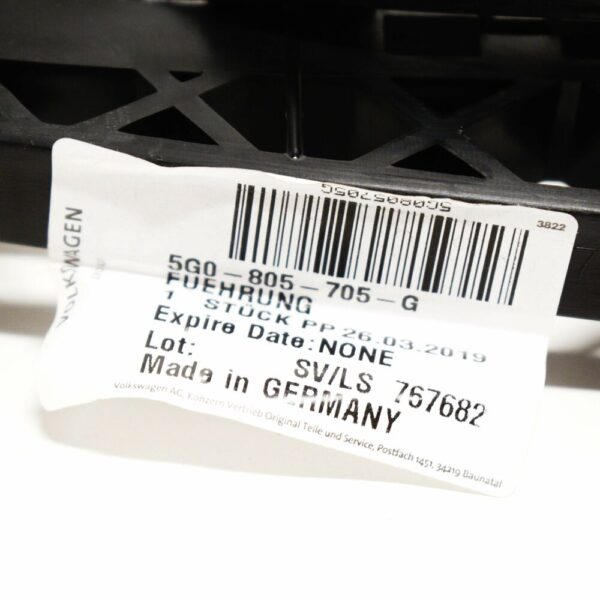 5G0805705G
3822
VOLKSWAGEN
5G0-805-705-G
FUEHRUNG
1 STÜCK PP 26.03.2019
Expire Date: NONE
Lot: SV/LS 767682
Made in GERMANY
Volkswagen AG, Konzern Vertrieb Original Teile und Service, Postfach 1451, 34219 Baunatal